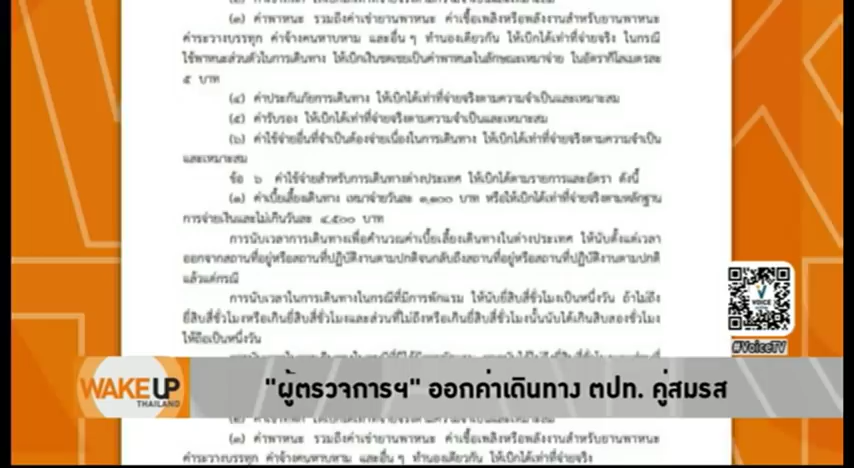 (๓) ค่าพาหนะ รวมถึงค่าเช่ายานพาหนะ ค่าเชื้อเพลิงหรือพลังงานสำหรับยานพาหนะ
ค่าระวางบรรทุก ค่าจ้างคนหาบหาม และอื่น ๆ ทำนองเดียวกัน ให้เบิกได้เท่าที่จ่ายจริง ในกรณี
ใช้พาหนะส่วนตัวในการเดินทาง ให้เบิกเงินชดเชยเป็นค่าพาหนะในลักษณะเหมาจ่าย ในอัตรากิโลเมตรละ
๕ บาท
(๔) ค่าประกันภัยการเดินทาง ให้เบิกได้เท่าที่จ่ายจริงตามความจำเป็นและเหมาะสม
(๕) ค่ารับรอง ให้เบิกได้เท่าที่จ่ายจริงตามความจำเป็นและเหมาะสม
(๖) ค่าใช้จ่ายอื่นที่จำเป็นต้องจ่ายเนื่องในการเดินทาง ให้เบิกได้เท่าที่จ่ายจริงตามความจำเป็น
และเหมาะสม
ข้อ ๖ ค่าใช้จ่ายสำหรับการเดินทางต่างประเทศ ให้เบิกได้ตามรายการและอัตรา ดังนี้
(๑) ค่าเบี้ยเลี้ยงเดินทาง เหมาจ่ายวันละ ๓,๑๐๐ บาท หรือให้เบิกได้เท่าที่จ่ายจริงตามหลักฐาน
การจ่ายเงินและไม่เกินวันละ ๔,๕๐๐ บาท
การนับเวลาการเดินทางเพื่อคำนวณค่าเบี้ยเลี้ยงเดินทางในต่างประเทศ ให้นับตั้งแต่เวลา
ออกจากสถานที่อยู่หรือสถานที่ปฏิบัติงานตามปกติจนกลับถึงสถานที่อยู่หรือสถานที่ปฏิบัติงานตามปกติ
แล้วแต่กรณี
การนับเวลาในการเดินทางในกรณีที่มีการพักแรม ให้นับยี่สิบสี่ชั่วโมงเป็นหนึ่งวัน ถ้าไม่ถึง
ยี่สิบสี่ชั่วโมงหรือเกินยี่สิบสี่ชั่วโมงและส่วนที่ไม่ถึงหรือเกินยี่สิบสี่ชั่วโมงนั้นนับได้เกินสิบสองชั่วโมง
ให้ถือเป็นหนึ่งวัน
VOICE
#VoiceTV
WAKE UP
THAILAND
"ผู้ตรวจการฯ" ออกค่าเดินทาง ตปท. คู่สมรส
(๓) ค่าพาหนะ รวมถึงค่าเช่ายานพาหนะ ค่าเชื้อเพลิงหรือพลังงานสำหรับยานพาหนะ
ค่าระวางบรรทุก ค่าจ้างคนหาบหาม และอื่น ๆ ทำนองเดียวกัน ให้เบิกได้เท่าที่จ่ายจริง